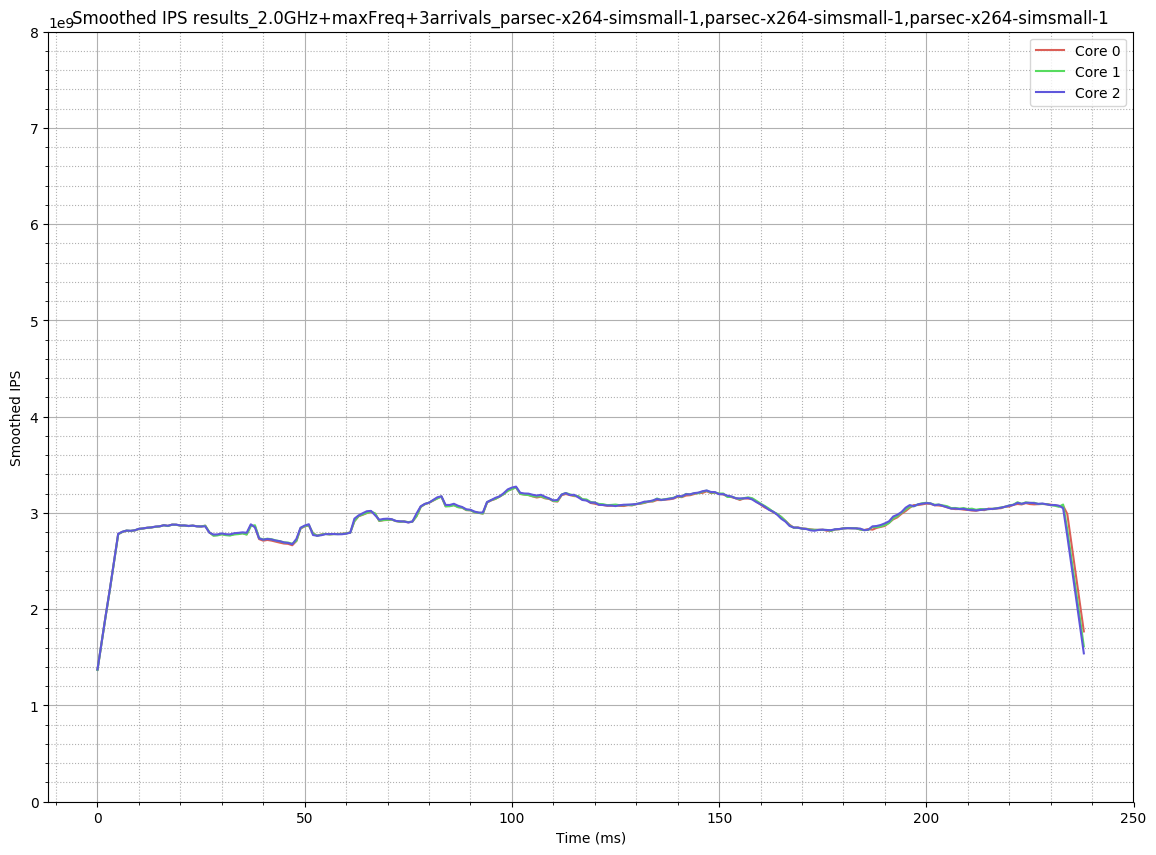 1e9
Smoothed IPS results_2.0GHz+maxFreq+3arrivals_parsec-x264-simsmall-1,parsec-x264-simsmall-1,parsec-x264-simsmall-1
Core 0
Core 1
Core 2
8
7
6
5
4
3
2
1
0
Smoothed IPS
0
50
100
150
200
250
Time (ms)